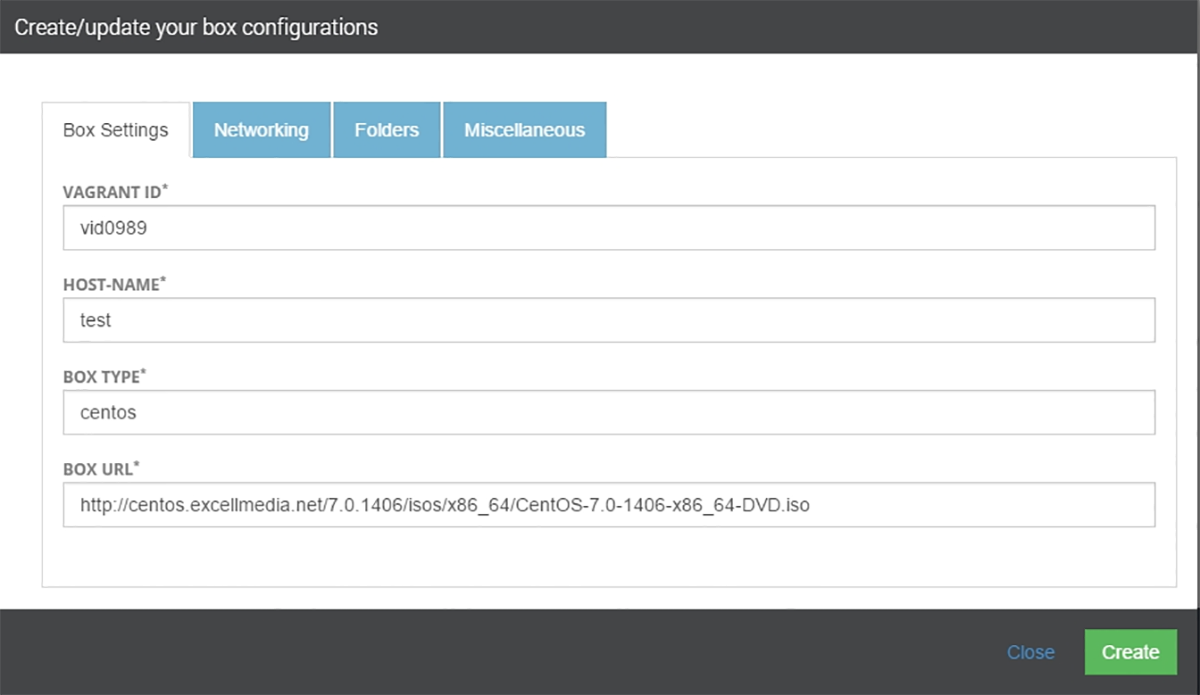 Create/update your box configurations
Box Settings Networking Folders Miscellaneous
VAGRANT ID*
vid0989
HOST-NAME*
test
BOX TYPE*
centos
BOX URL*
http://centos.excellmedia.net/7.0.1406/isos/x86_64/CentOS-7.0-1406-x86_64-DVD.iso
Close Create